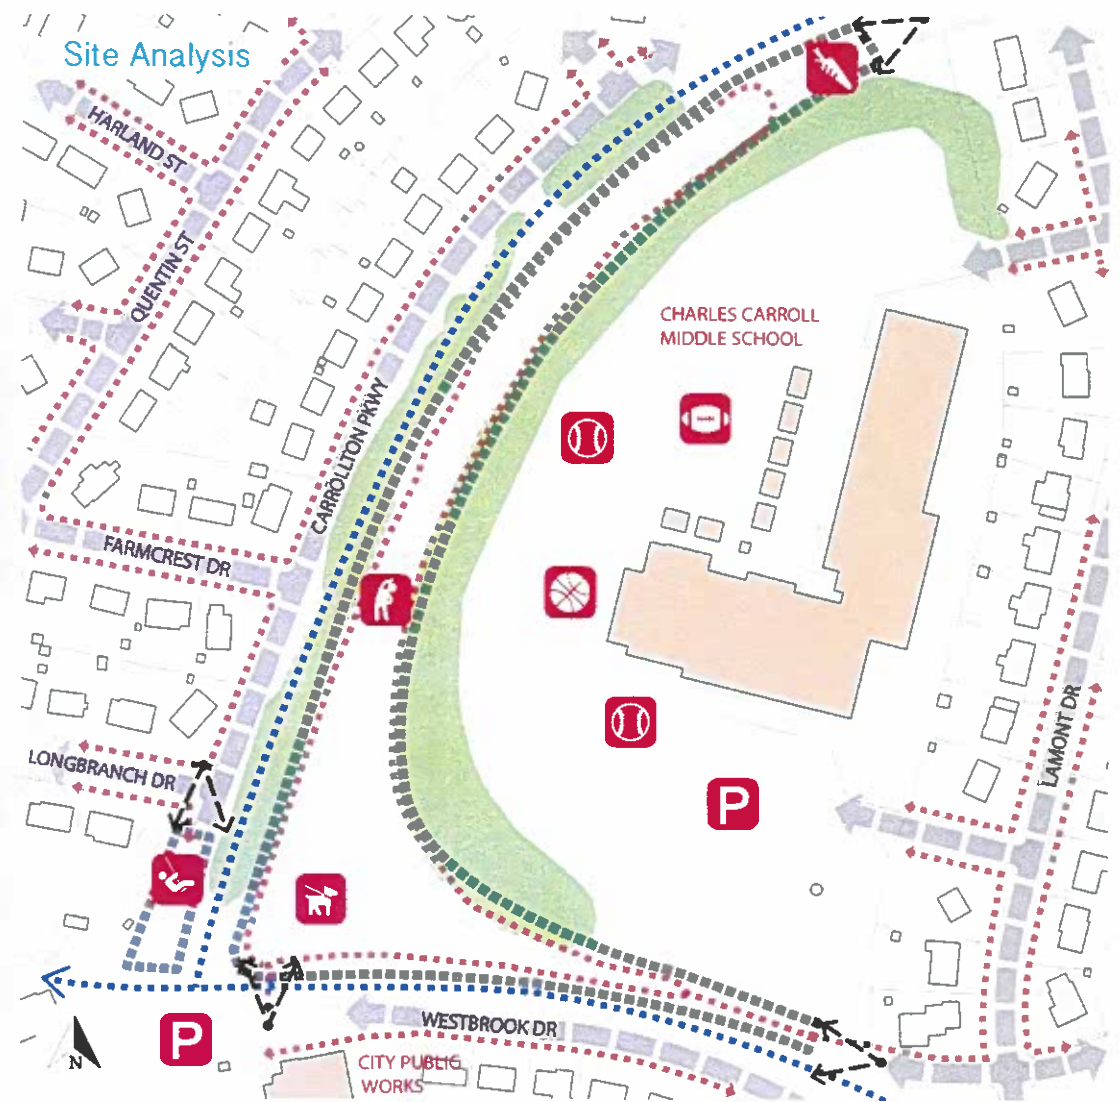 Site Analysis
HARLAND ST
QUENTIN ST
CHARLES CARROLL
MIDDLE SCHOOL
CARROLLTON PKWY
FARMCREST DR
LONGBRANCH DR
LAMONT DR
P
P
WESTBROOK DR
N
CITY PUBLIC
WORKS